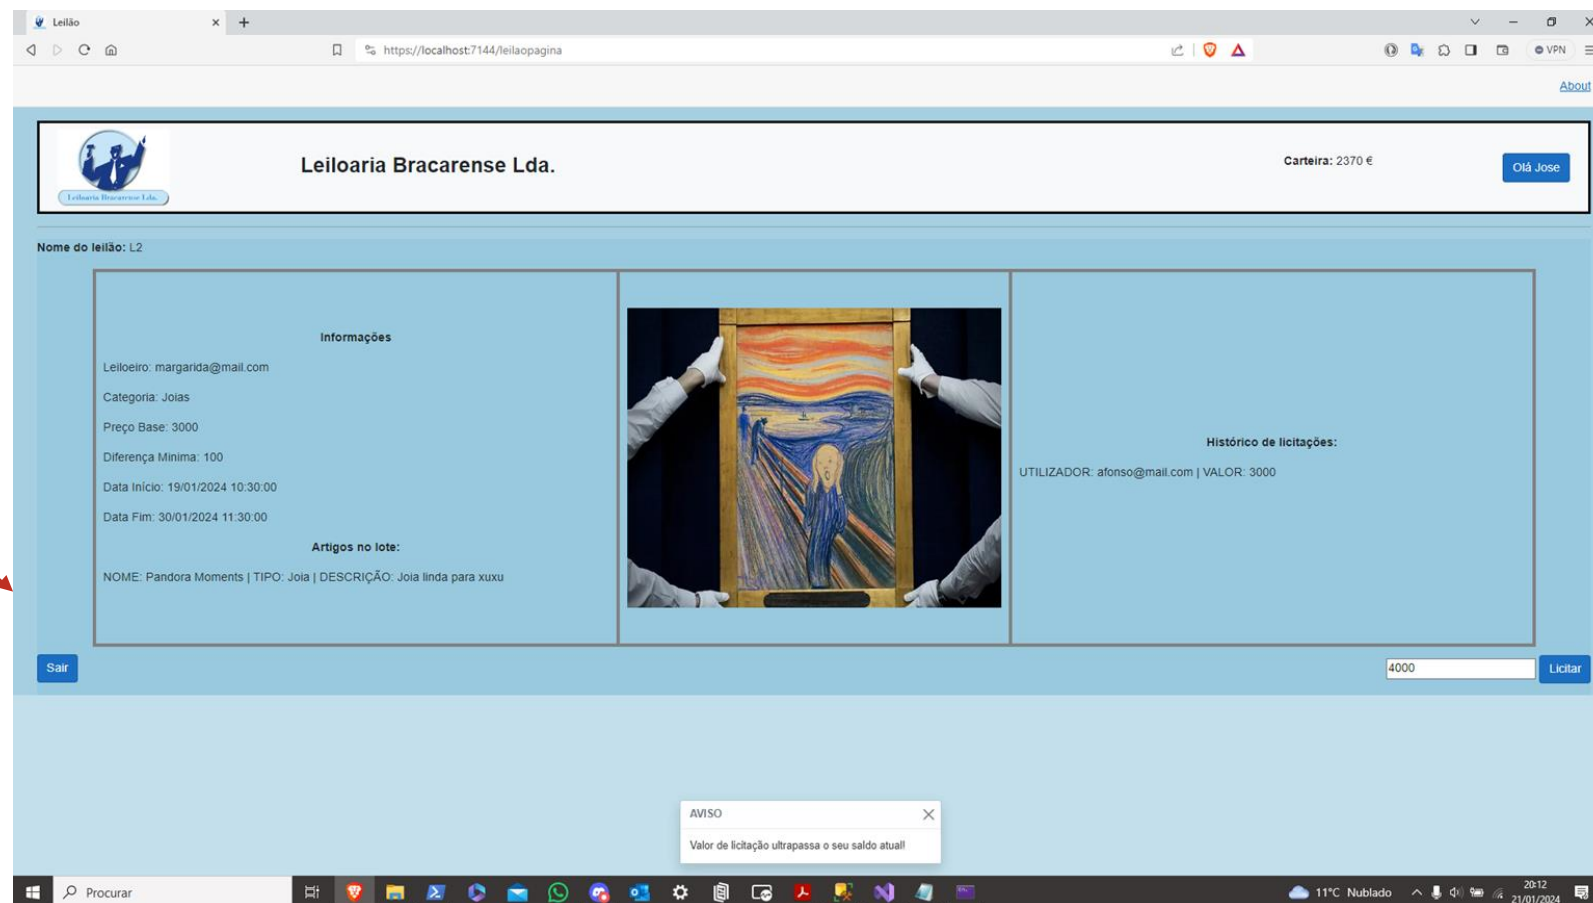 Leilão
https://localhost:7144/leilaopagina
VPN
About
Leiloaria Bracarense Lda.
Leiloaria Bracarense Lda.
Carteira: 2370 €
Olá Jose
Nome do leilão: L2
Informações
Leiloeiro: margarida@mail.com
Categoria: Joias
Preço Base: 3000
Diferença Minima: 100
Data Início: 19/01/2024 10:30:00
Data Fim: 30/01/2024 11:30:00
Artigos no lote:
NOME: Pandora Moments | TIPO: Joia | DESCRIÇÃO: Joia linda para xuxu
Histórico de licitações:
UTILIZADOR: afonso@mail.com | VALOR: 3000
Sair
4000
Licitar
AVISO
Valor de licitação ultrapassa o seu saldo atual!
Procurar
11°C Nublado
20:12
21/01/2024